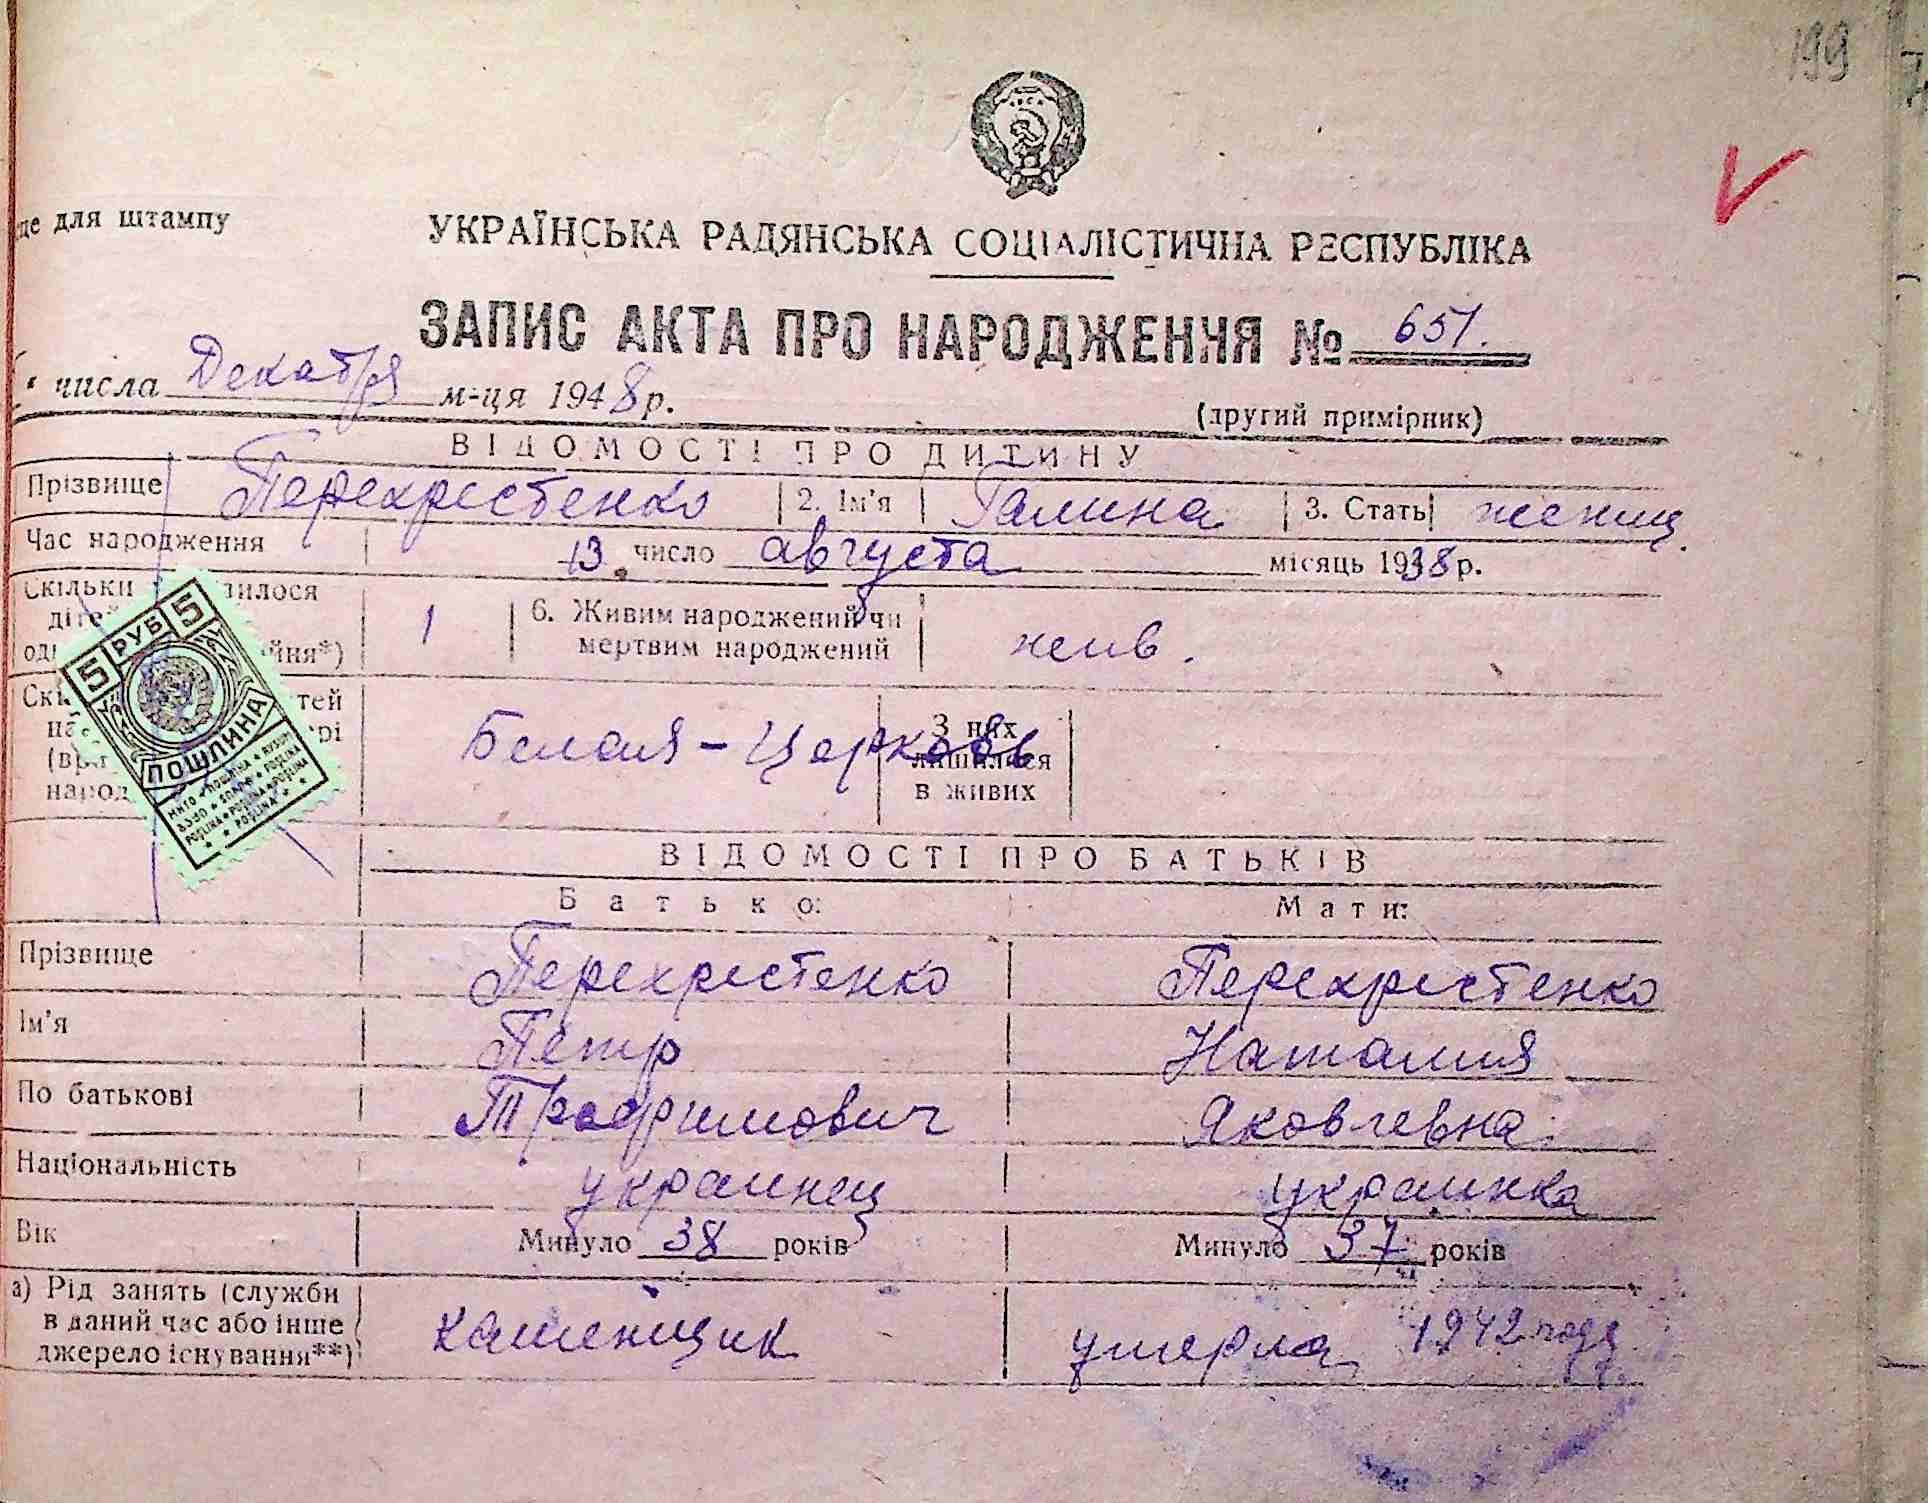 199
це для штампу
УКРАЇНСЬКА РАДЯНСЬКА СОЦІАЛІСТИЧНА РЕСПУБЛІКА
ЗАПИС АКТА ПРО НАРОДЖЕННЯ № 651.
числа Декабря м-ця 1948 р.
(другий примірник)
ВІДОМОСТІ ПРО ДИТИНУ
Прізвище Перехрестенко 2. Ім'я Галина 3. Стать женщ.
Час народження 13 число августа місяць 1938 р.
Скільки
1 6. Живим народжений чи мертвим народжений жив.
Белая-Церковь З них лишилося в живих
5 РУБ 5
ПОШЛИНА
ВІДОМОСТІ ПРО БАТЬКІВ
Батько: Мати:
Прізвище Перехрестенко Перехрестенко
Ім'я Петр Наталия
По батькові Трофимович Яковлевна
Національність украинец украинка
Вік Минуло 38 років Минуло 37 років
а) Рід занять (служби
в даний час або інше
джерело існування**) каменщик умерла 1942 году